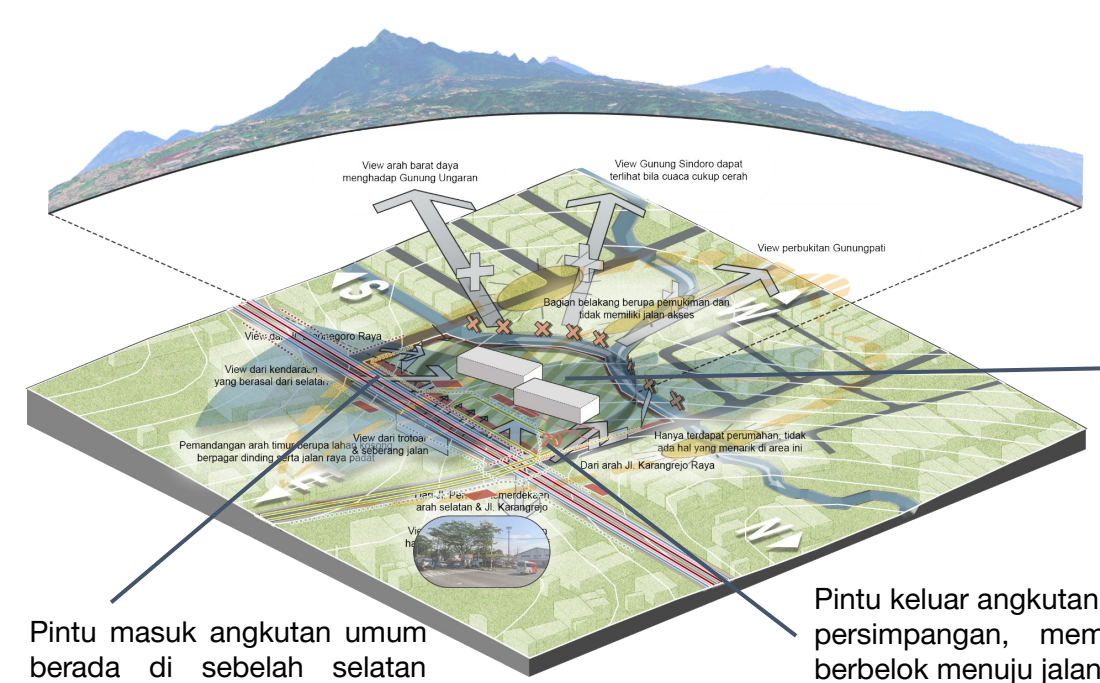 View arah barat daya
menghadap Gunung Ungaran
View Gunung Sindoro dapat
terlihat bila cuaca cukup cerah
View perbukitan Gunungpati
Bagian belakang berupa pemukiman dan
tidak memiliki jalan akses
S
W
View dari Jl. Raya
View dari kendaraan
yang berasal dari selatan
Pemandangan arah timur berupa lahan kosong
berpagar dinding serta jalan raya padat
View dari trotoar
& seberang jalan
20
Hanya terdapat perumahan, tidak
ada hal yang menarik di area ini
Dari arah Jl. Karangrejo Raya
E
N
arah selatan & Jl. Karangrejo
Pintu masuk angkutan umum
berada di sebelah selatan
Pintu keluar angkutan
persimpangan, mem
berbelok menuju jalan